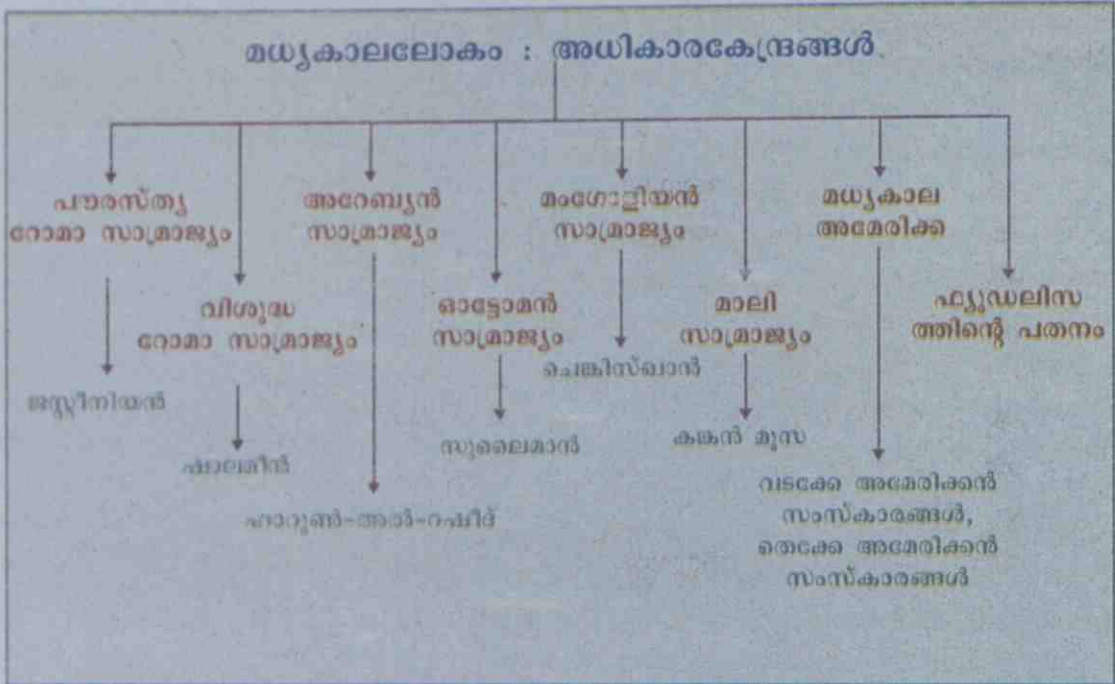 മധ്യകാലലോകം : അധികാരകേന്ദ്രങ്ങൾ
പൗരസ്ത്യ
റോമാ സാമ്രാജ്യം
അറേബ്യൻ
സാമ്രാജ്യം
മംഗോളിയൻ
സാമ്രാജ്യം
മധ്യകാല
അമേരിക്ക
വിശുദ്ധ
റോമാ സാമ്രാജ്യം
ഓട്ടോമൻ
സാമ്രാജ്യം
മാലി
സാമ്രാജ്യം
ഫ്യുഡലിസ
ത്തിന്റെ പതനം
ജസ്റ്റീനിയൻ
ഷാലമീൻ
ഹാറൂൺ-അൽ-റഷീദ്
സുലൈമാൻ
ചെങ്കിസ്ഖാൻ
കങ്കൻ മൂസ
വടക്കേ അമേരിക്കൻ
സംസ്കാരങ്ങൾ,
തെക്കേ അമേരിക്കൻ
സംസ്കാരങ്ങൾ